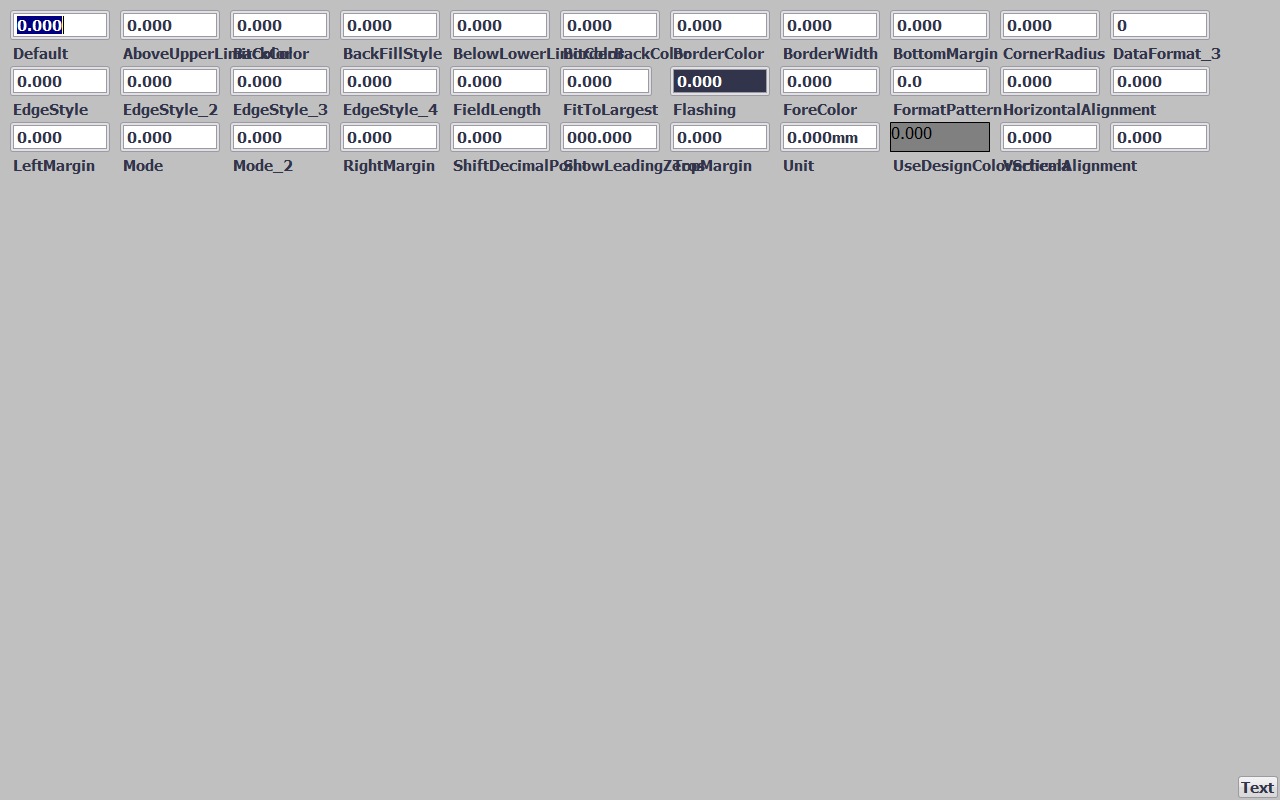 0.000 0.000 0.000 0.000 0.000 0.000 0.000 0.000 0.000 0.000 0
Default AboveUpperLimitColor BackColor BackFillStyle BelowLowerLimitColor BorderBackColor BorderColor BorderWidth BottomMargin CornerRadius DataFormat_3
0.000 0.000 0.000 0.000 0.000 0.000 0.000 0.000 0.0 0.000 0.000
EdgeStyle EdgeStyle_2 EdgeStyle_3 EdgeStyle_4 FieldLength FitToLargest Flashing ForeColor FormatPattern HorizontalAlignment
0.000 0.000 0.000 0.000 0.000 000.000 0.000 0.000mm 0.000 0.000 0.000
LeftMargin Mode Mode_2 RightMargin ShiftDecimalPoint ShowLeadingZeros TopMargin Unit UseDesignColorSchema VerticalAlignment
Text